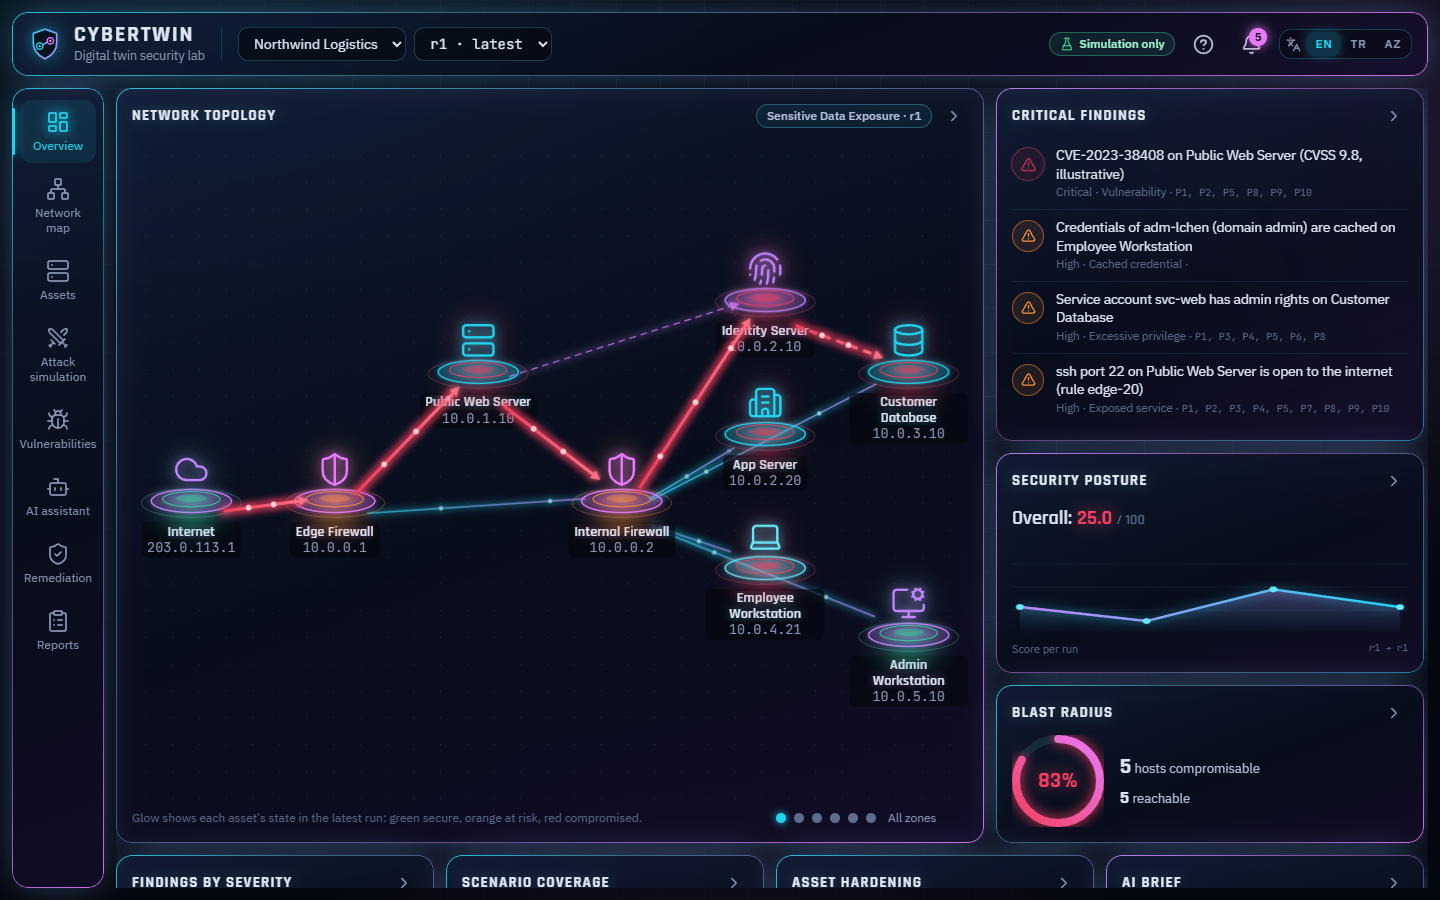 CYBERTWIN
Digital twin security lab
Northwind Logistics
r1 · latest
Simulation only
5
EN
TR
AZ
Overview
Network
map
Assets
Attack
simulation
Vulnerabilities
AI assistant
Remediation
Reports
NETWORK TOPOLOGY
Sensitive Data Exposure · r1
Identity Server
10.0.2.10
Public Web Server
10.0.1.10
Customer
Database
10.0.3.10
App Server
10.0.2.20
Internet
203.0.113.1
Edge Firewall
10.0.0.1
Internal Firewall
10.0.0.2
Employee
Workstation
10.0.4.21
Admin
Workstation
10.0.5.10
Glow shows each asset's state in the latest run: green secure, orange at risk, red compromised.
All zones
CRITICAL FINDINGS
CVE-2023-38408 on Public Web Server (CVSS 9.8,
illustrative)
Critical · Vulnerability · P1, P2, P5, P8, P9, P10
Credentials of adm-lchen (domain admin) are cached on
Employee Workstation
High · Cached credential ·
Service account svc-web has admin rights on Customer
Database
High · Excessive privilege · P1, P3, P4, P5, P6, P8
ssh port 22 on Public Web Server is open to the internet
(rule edge-20)
High · Exposed service · P1, P2, P3, P4, P5, P7, P8, P9, P10
SECURITY POSTURE
Overall: 25.0 / 100
Score per run
r1 → r1
BLAST RADIUS
83%
5 hosts compromisable
5 reachable
FINDINGS BY SEVERITY
SCENARIO COVERAGE
ASSET HARDENING
AI BRIEF